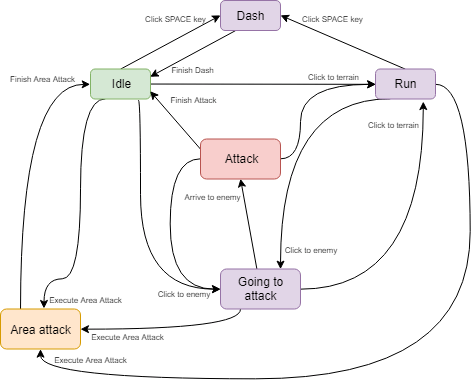 Dash
Click SPACE key
Click SPACE key
Finish Dash
Finish Area Attack
Idle
Click to terrain
Run
Finish Attack
Click to terrain
Attack
Arrive to enemy
Click to enemy
Going to
attack
Click to enemy
Execute Area Attack
Area attack
Execute Area Attack
Execute Area Attack